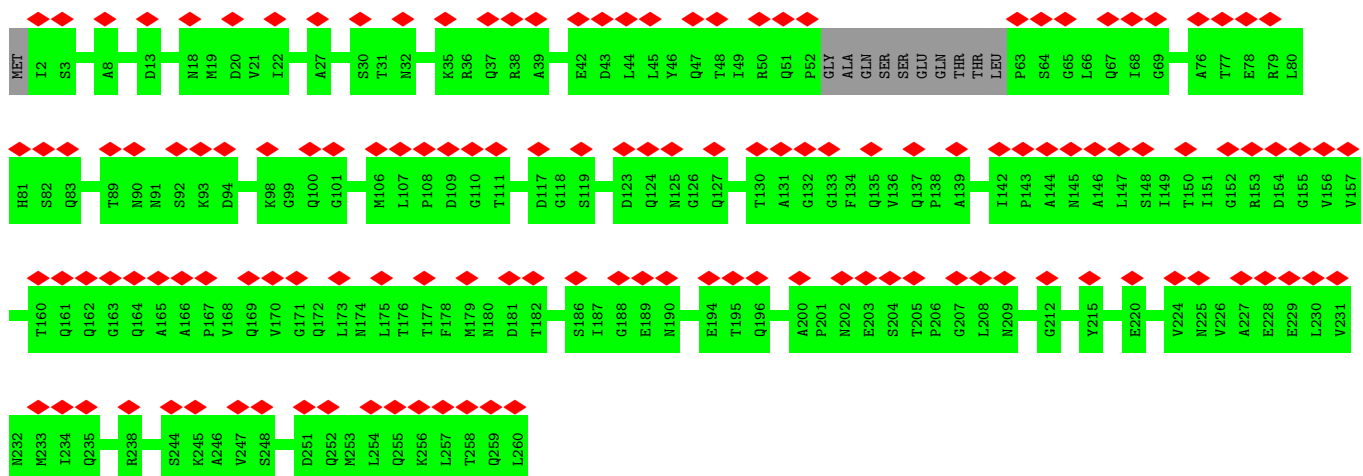 MET I2 S3 A8 D13 N18 M19 D20 V21 I22 A27 S30 T31 N32 K35 R36 Q37 R38 A39 E42 D43 L44 L45 Y46 Q47 T48 I49 R50 Q51 P52 GLY ALA GLN SER SER GLU GLN THR THR LEU P63 S64 G65 L66 Q67 I68 G69 A76 T77 E78 R79 L80
H81 S82 Q83 T89 N90 N91 S92 K93 D94 K98 G99 Q100 G101 M106 L107 P108 D109 G110 T111 D117 G118 S119 D123 Q124 N125 G126 Q127 T130 A131 G132 G133 F134 Q135 V136 Q137 P138 A139 I142 P143 A144 N145 A146 L147 S148 I149 T150 I151 G152 R153 D154 G155 V156 V157
T160 Q161 Q162 G163 Q164 A165 A166 P167 V168 Q169 V170 G171 Q172 L173 N174 L175 T176 T177 F178 M179 N180 D181 T182 S186 I187 G188 E189 N190 E194 T195 Q196 A200 P201 N202 E203 S204 T205 P206 G207 L208 N209 G212 Y215 E220 V224 N225 V226 A227 E228 E229 L230 V231
N232 M233 I234 Q235 R238 S244 K245 A246 V247 S248 D251 Q252 M253 L254 Q255 K256 L257 T258 Q259 L260